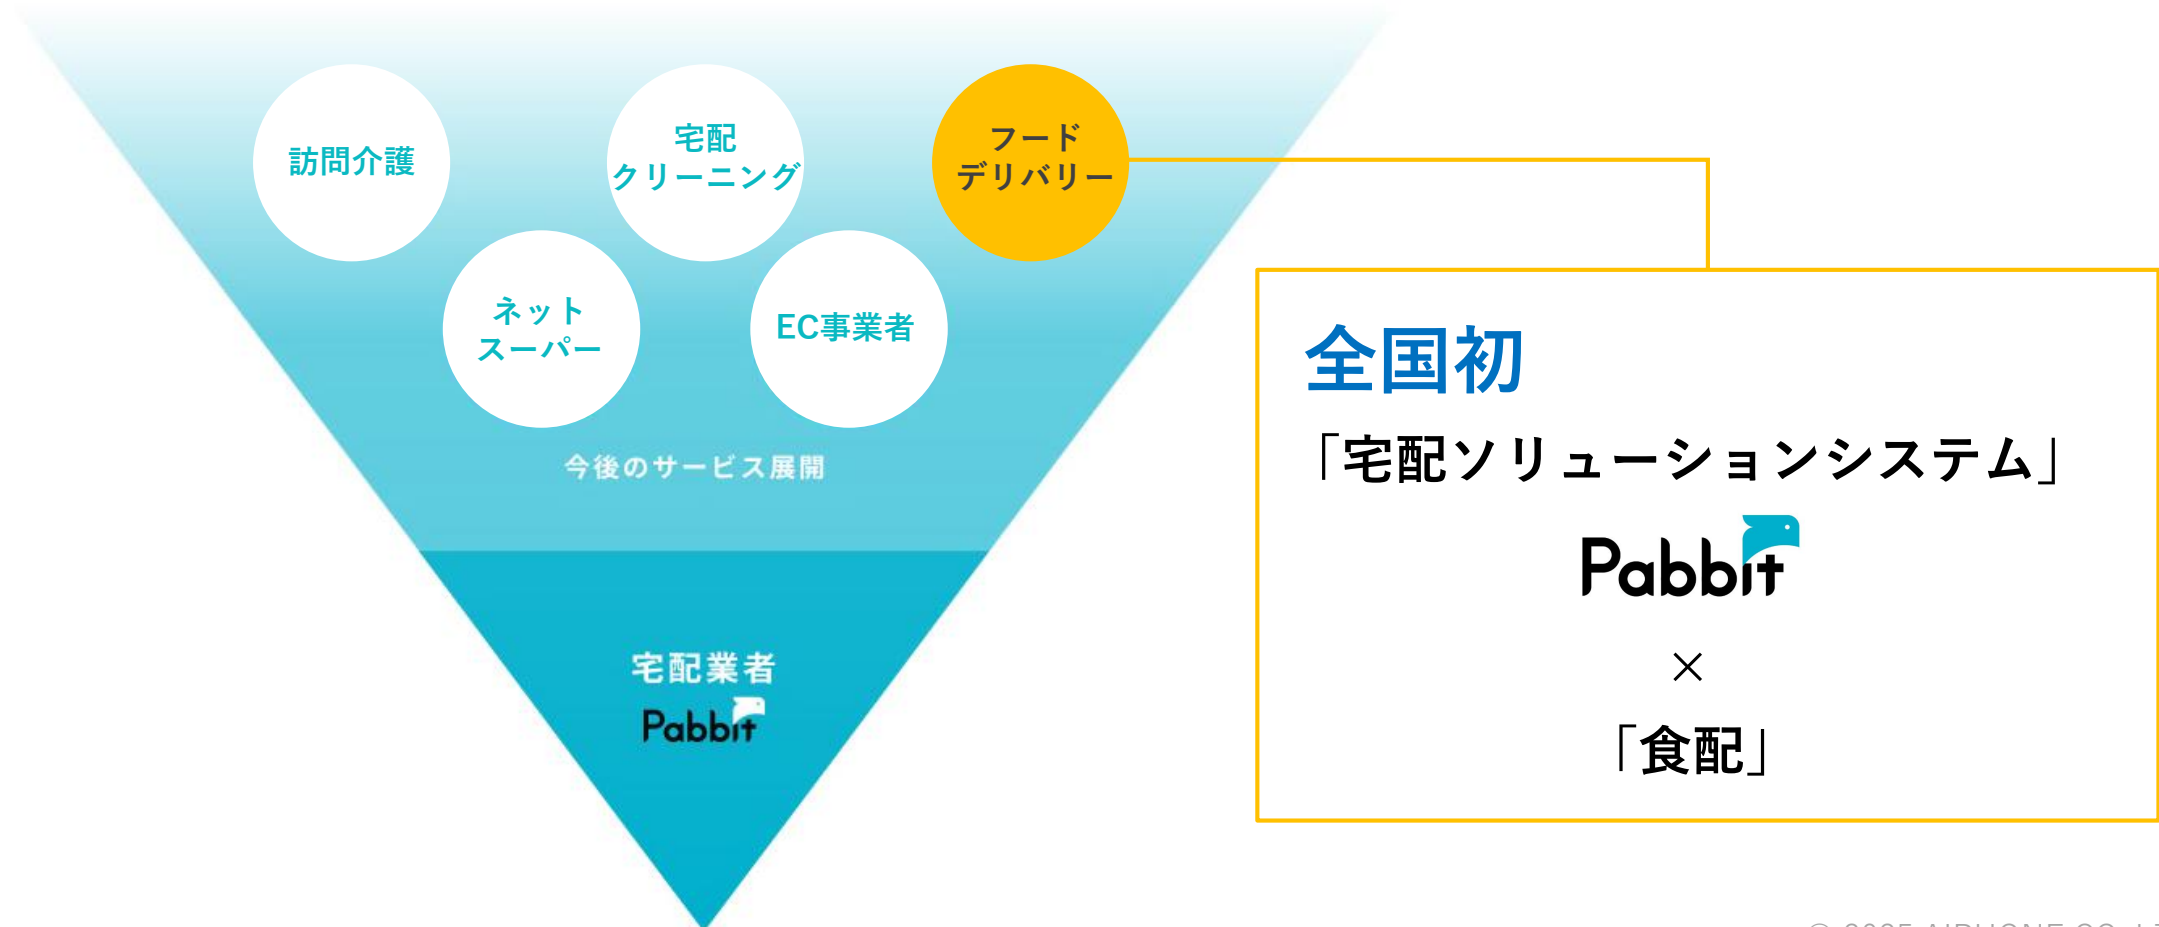 訪問介護
宅配
クリーニング
フード
デリバリー
ネット
スーパー
EC事業者
今後のサービス展開
宅配業者
Pabbit
全国初
「宅配ソリューションシステム」
Pabbit
×
「食配」